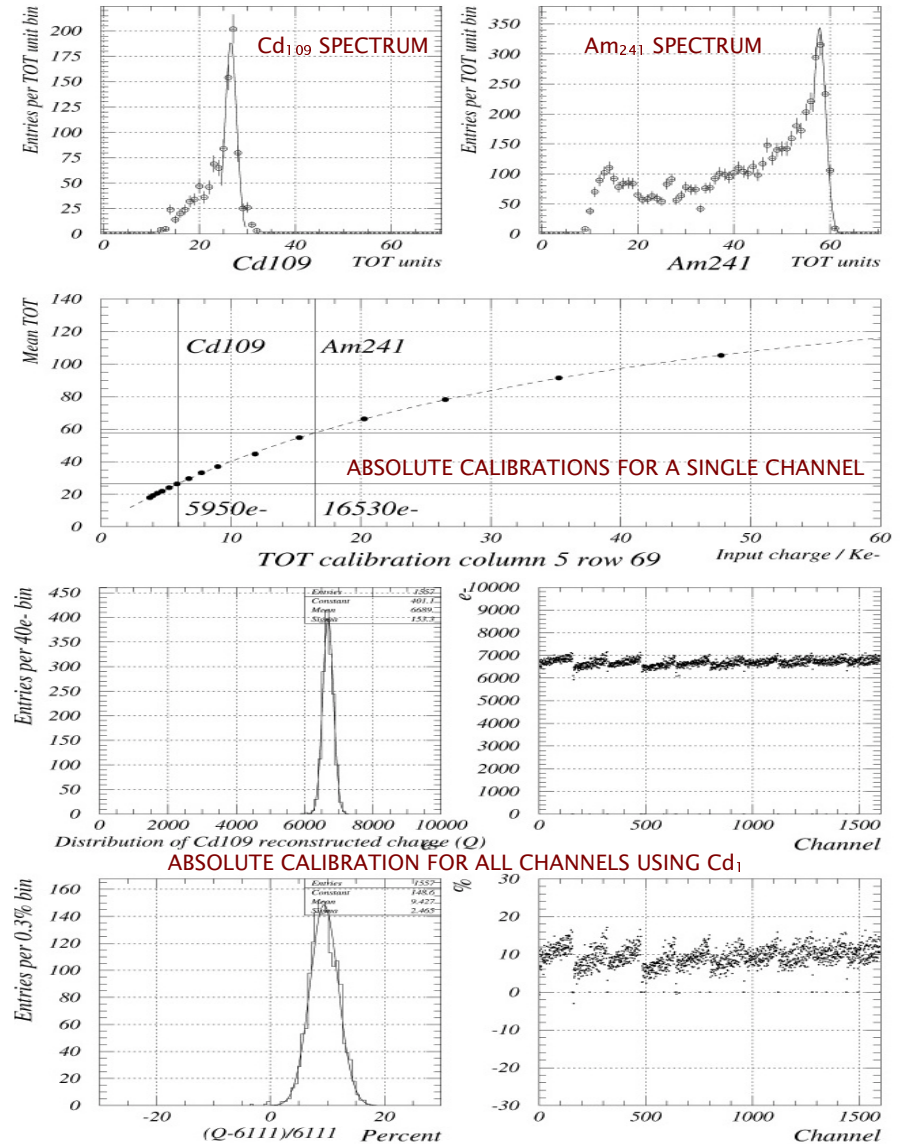 Cd₁₀₉ SPECTRUM
Entries per TOT unit bin
200
175
150
125
100
75
50
25
0
0 20 40 60
Cd109 TOT units
Am₂₄₁ SPECTRUM
Entries per TOT unit bin
350
300
250
200
150
100
50
0
0 20 40 60
Am241 TOT units
Mean TOT
140
120
100
80
60
40
20
0
Cd109 Am241
ABSOLUTE CALIBRATIONS FOR A SINGLE CHANNEL
5950e- 16530e-
0 10 20 30 40 50 60
TOT calibration column 5 row 69 Input charge / Ke-
Entries per 40e- bin
450
400
350
300
250
200
150
100
50
0
Entries 1557
Constant 401.1
Mean 6689.
Sigma 153.3
0 2000 4000 6000 8000 10000
Distribution of Cd109 reconstructed charge (Q)
e-
10000
9000
8000
7000
6000
5000
4000
3000
2000
1000
0
0 500 1000 1500
Channel
ABSOLUTE CALIBRATION FOR ALL CHANNELS USING Cd₁
Entries per 0.3% bin
160
140
120
100
80
60
40
20
0
Entries 1557
Constant 148.6
Mean 9.427
Sigma 2.465
-20 0 20
(Q-6111)/6111 Percent
%
30
20
10
0
-10
-20
-30
0 500 1000 1500
Channel